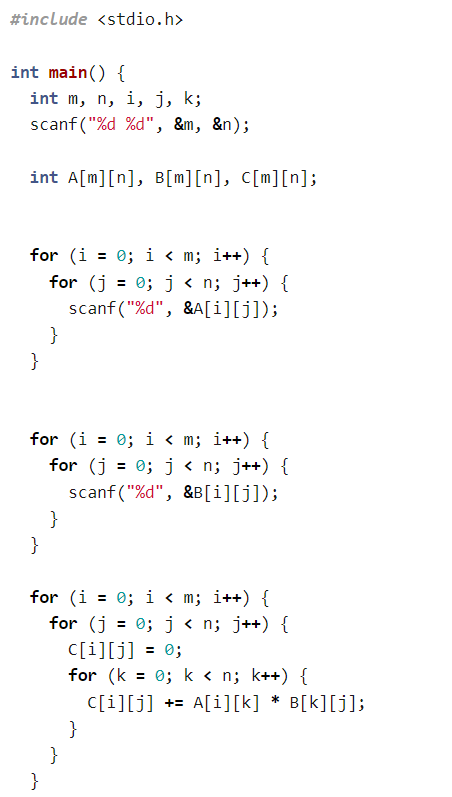 #include <stdio.h>
int main() {
  int m, n, i, j, k;
  scanf("%d %d", &m, &n);
  int A[m][n], B[m][n], C[m][n];
  for (i = 0; i < m; i++) {
    for (j = 0; j < n; j++) {
      scanf("%d", &A[i][j]);
    }
  }
  for (i = 0; i < m; i++) {
    for (j = 0; j < n; j++) {
      scanf("%d", &B[i][j]);
    }
  }
  for (i = 0; i < m; i++) {
    for (j = 0; j < n; j++) {
      C[i][j] = 0;
      for (k = 0; k < n; k++) {
        C[i][j] += A[i][k] * B[k][j];
      }
    }
  }